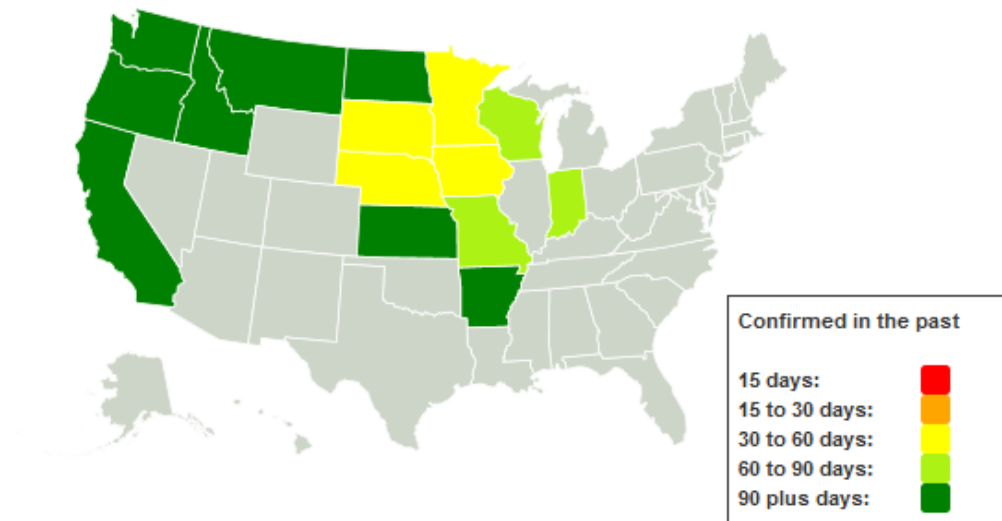 Confirmed in the past
15 days:
15 to 30 days:
30 to 60 days:
60 to 90 days:
90 plus days: